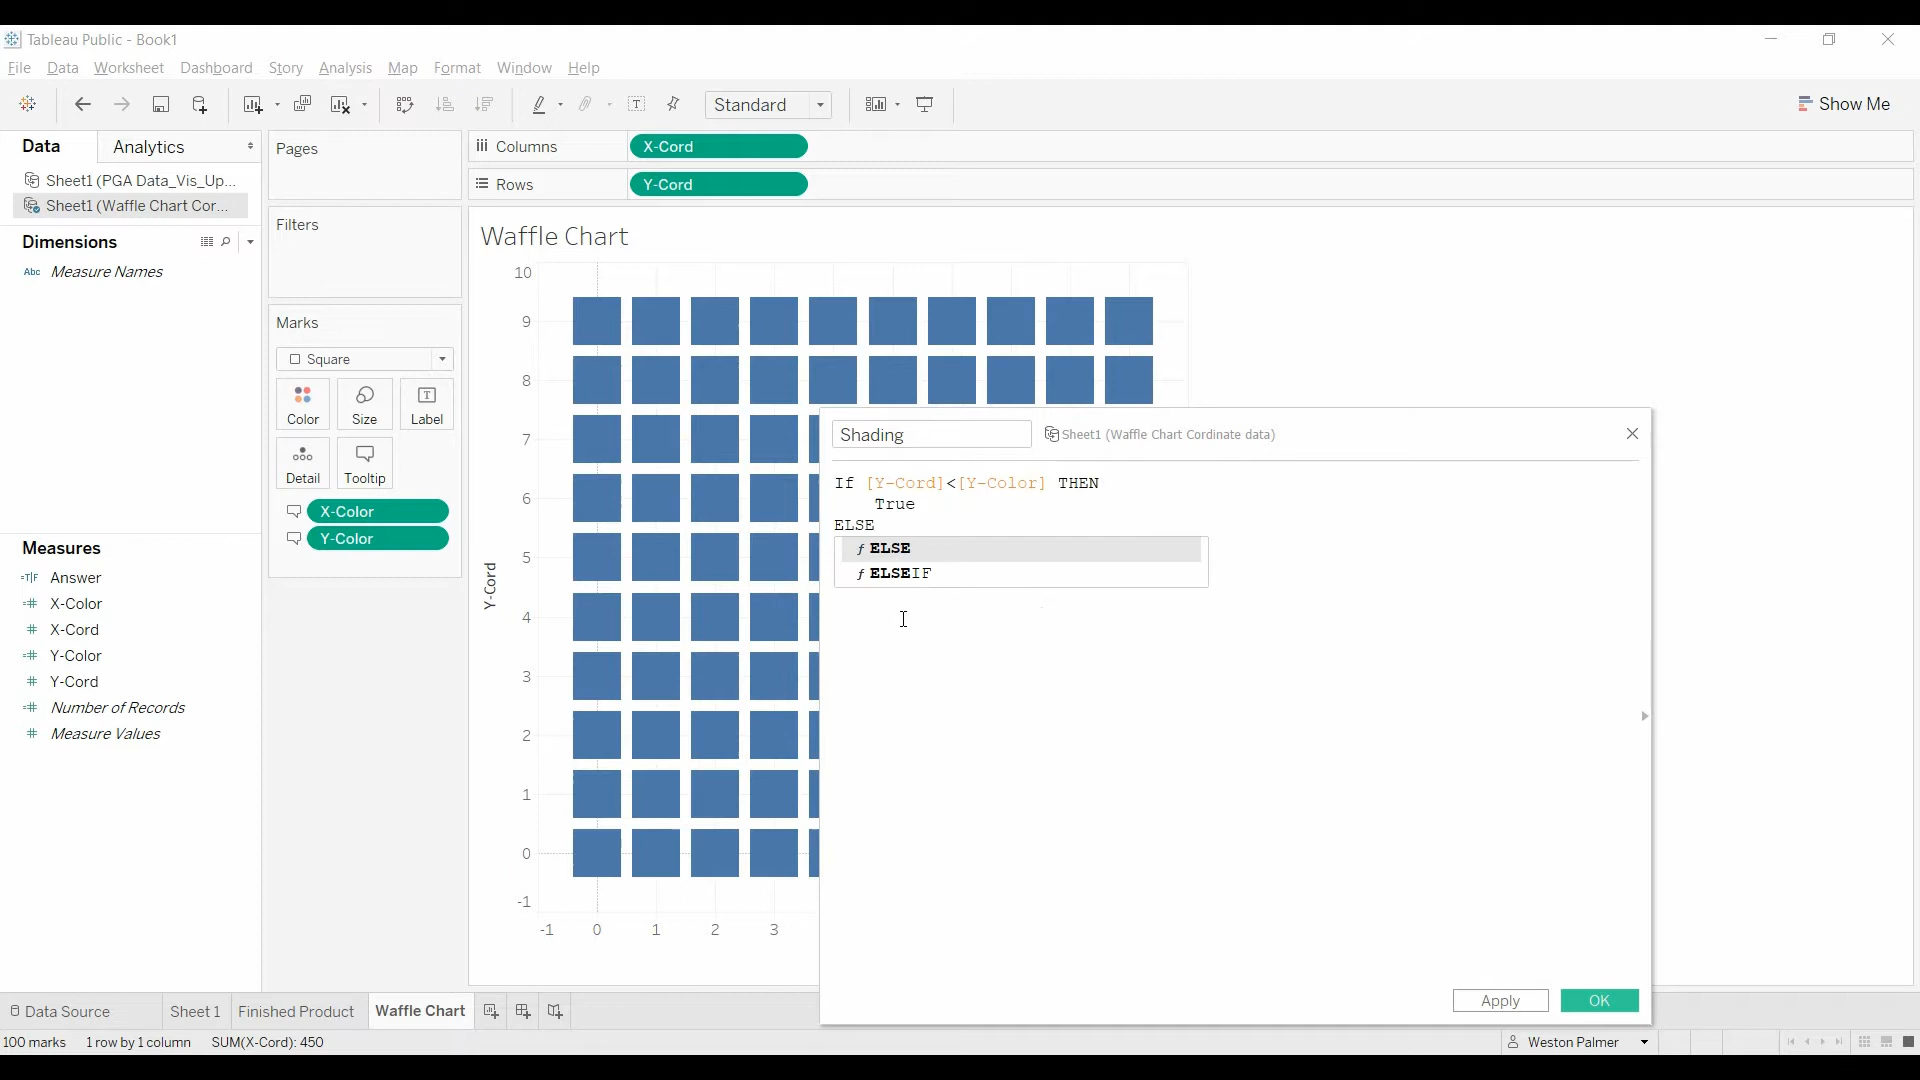 Tableau Public - Book1
File Data Worksheet Dashboard Story Analysis Map Format Window Help
Standard
Show Me
Data Analytics
Sheet1 (PGA Data_Vis_Up...
Sheet1 (Waffle Chart Cor...
Dimensions
Abc Measure Names
Pages
Filters
Marks
Square
Color Size Label
Detail Tooltip
X-Color
Y-Color
Measures
Answer
X-Color
X-Cord
Y-Color
Y-Cord
Number of Records
Measure Values
Columns X-Cord
Rows Y-Cord
Waffle Chart
Y-Cord
10
9
8
7
6
5
4
3
2
1
0
-1
-1 0 1 2 3
Shading
Sheet1 (Waffle Chart Cordinate data)
If [Y-Cord]<[Y-Color] THEN
True
ELSE
ELSE
ELSEIF
Apply OK
Data Source Sheet 1 Finished Product Waffle Chart
100 marks 1 row by 1 column SUM(X-Cord): 450
Weston Palmer